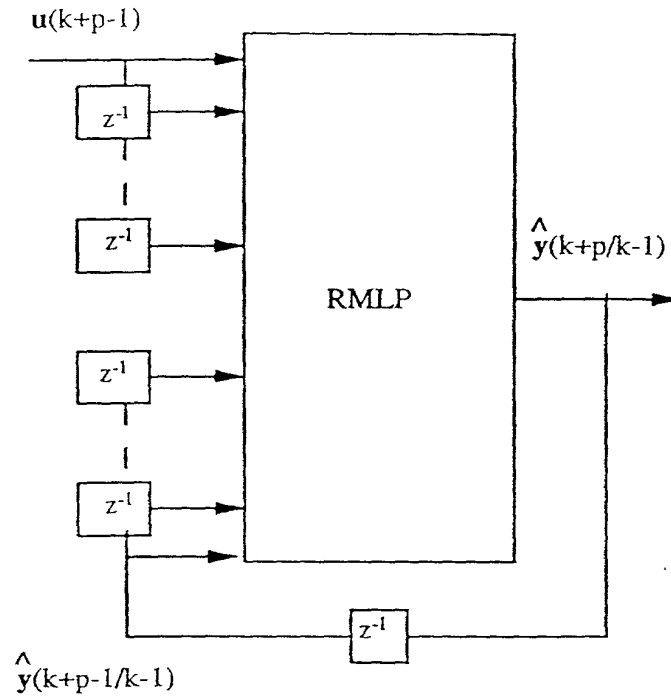 u(k+p-1)
z⁻¹
z⁻¹
ŷ(k+p/k-1)
RMLP
z⁻¹
z⁻¹
z⁻¹
ŷ(k+p-1/k-1)